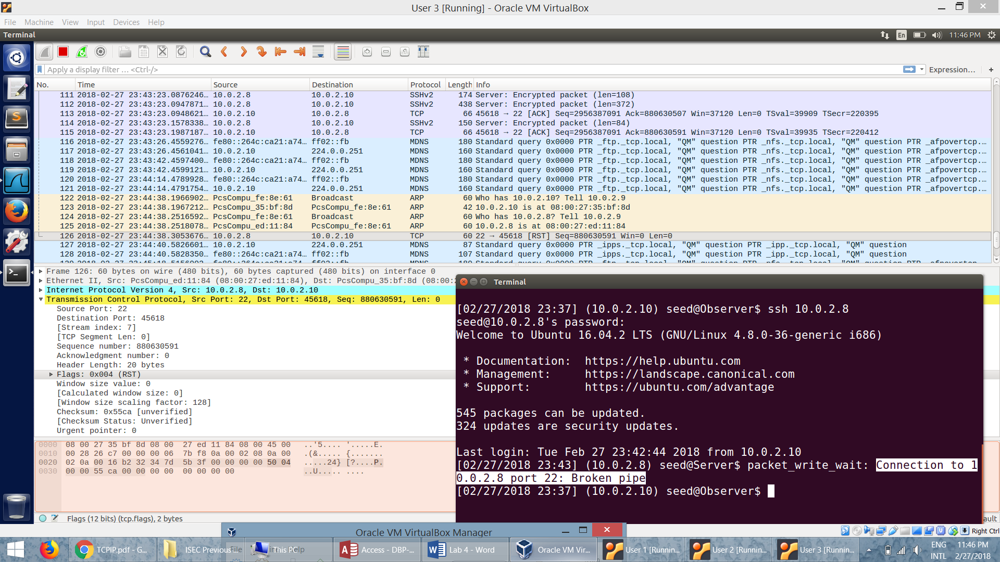 User 3 [Running] - Oracle VM VirtualBox
File Machine View Input Devices Help
Terminal
En
11:46 PM
Apply a display filter … <Ctrl-/>
Expression…
+
No. Time Source Destination Protocol Length Info
111 2018-02-27 23:43:23.0876246… 10.0.2.8 10.0.2.10 SSHv2 174 Server: Encrypted packet (len=108)
112 2018-02-27 23:43:23.0947871… 10.0.2.8 10.0.2.10 SSHv2 438 Server: Encrypted packet (len=372)
113 2018-02-27 23:43:23.0948621… 10.0.2.10 10.0.2.8 TCP 66 45618 → 22 [ACK] Seq=2956387091 Ack=880630507 Win=37120 Len=0 TSval=39909 TSecr=220395
114 2018-02-27 23:43:23.1578338… 10.0.2.8 10.0.2.10 SSHv2 150 Server: Encrypted packet (len=84)
115 2018-02-27 23:43:23.1987187… 10.0.2.10 10.0.2.8 TCP 66 45618 → 22 [ACK] Seq=2956387091 Ack=880630591 Win=37120 Len=0 TSval=39935 TSecr=220412
116 2018-02-27 23:43:26.4559276… fe80::264c:ca21:a74… ff02::fb MDNS 180 Standard query 0x0000 PTR _ftp._tcp.local, "QM" question PTR _nfs._tcp.local, "QM" question PTR _afpovertcp.…
117 2018-02-27 23:43:26.4561041… 10.0.2.10 224.0.0.251 MDNS 160 Standard query 0x0000 PTR _ftp._tcp.local, "QM" question PTR _nfs._tcp.local, "QM" question PTR _afpovertcp.…
118 2018-02-27 23:43:42.4597400… fe80::264c:ca21:a74… ff02::fb MDNS 180 Standard query 0x0000 PTR _ftp._tcp.local, "QM" question PTR _nfs._tcp.local, "QM" question PTR _afpovertcp.…
119 2018-02-27 23:43:42.4599121… 10.0.2.10 224.0.0.251 MDNS 160 Standard query 0x0000 PTR _ftp._tcp.local, "QM" question PTR _nfs._tcp.local, "QM" question PTR _afpovertcp.…
120 2018-02-27 23:44:14.4789928… fe80::264c:ca21:a74… ff02::fb MDNS 180 Standard query 0x0000 PTR _ftp._tcp.local, "QM" question PTR _nfs._tcp.local, "QM" question PTR _afpovertcp.…
121 2018-02-27 23:44:14.4791754… 10.0.2.10 224.0.0.251 MDNS 160 Standard query 0x0000 PTR _ftp._tcp.local, "QM" question PTR _nfs._tcp.local, "QM" question PTR _afpovertcp.…
122 2018-02-27 23:44:38.1966902… PcsCompu_fe:8e:61 Broadcast ARP 60 Who has 10.0.2.10? Tell 10.0.2.9
123 2018-02-27 23:44:38.1967212… PcsCompu_35:bf:8d PcsCompu_fe:8e:61 ARP 42 10.0.2.10 is at 08:00:27:35:bf:8d
124 2018-02-27 23:44:38.2516592… PcsCompu_fe:8e:61 Broadcast ARP 60 Who has 10.0.2.8? Tell 10.0.2.9
125 2018-02-27 23:44:38.2518078… PcsCompu_ed:11:84 PcsCompu_fe:8e:61 ARP 60 10.0.2.8 is at 08:00:27:ed:11:84
126 2018-02-27 23:44:38.3053676… 10.0.2.8 10.0.2.10 TCP 60 22 → 45618 [RST] Seq=880630591 Win=0 Len=0
127 2018-02-27 23:44:40.5826601… 10.0.2.10 224.0.0.251 MDNS 87 Standard query 0x0000 PTR _ipps._tcp.local, "QM" question PTR _ipp._tcp.local, "QM" question
128 2018-02-27 23:44:40.5828350… fe80::264c:ca21:a74… ff02::fb MDNS 107 Standard query 0x0000 PTR _ipps._tcp.local, "QM" question PTR _ipp._tcp.local, "QM" question
Frame 126: 60 bytes on wire (480 bits), 60 bytes captured (480 bits) on interface 0
Ethernet II, Src: PcsCompu_ed:11:84 (08:00:27:ed:11:84), Dst: PcsCompu_35:bf:8d (08:00:2
Internet Protocol Version 4, Src: 10.0.2.8, Dst: 10.0.2.10
Transmission Control Protocol, Src Port: 22, Dst Port: 45618, Seq: 880630591, Len: 0
Source Port: 22
Destination Port: 45618
[Stream index: 7]
[TCP Segment Len: 0]
Sequence number: 880630591
Acknowledgment number: 0
Header Length: 20 bytes
Flags: 0x004 (RST)
Window size value: 0
[Calculated window size: 0]
[Window size scaling factor: 128]
Checksum: 0x55ca [unverified]
[Checksum Status: Unverified]
Urgent pointer: 0
0000 08 00 27 35 bf 8d 08 00 27 ed 11 84 08 00 45 00 ..'5.... '.....E.
0010 00 28 26 c7 00 00 00 06 7b f8 0a 00 02 08 0a 00 .(&..... {.......
0020 02 0a 00 16 b2 32 34 7d 5b 3f 00 00 00 00 50 04 .....24} [?....P.
0030 00 00 55 ca 00 00 00 00 00 00 00 00 ..U..... ....
Flags (12 bits) (tcp.flags), 2 bytes
ault
Terminal
[02/27/2018 23:37] (10.0.2.10) seed@Observer$ ssh 10.0.2.8
seed@10.0.2.8's password:
Welcome to Ubuntu 16.04.2 LTS (GNU/Linux 4.8.0-36-generic i686)
* Documentation: https://help.ubuntu.com
* Management: https://landscape.canonical.com
* Support: https://ubuntu.com/advantage
545 packages can be updated.
324 updates are security updates.
Last login: Tue Feb 27 23:42:44 2018 from 10.0.2.10
[02/27/2018 23:43] (10.0.2.8) seed@Server$ packet_write_wait: Connection to 1
0.0.2.8 port 22: Broken pipe
[02/27/2018 23:37] (10.0.2.10) seed@Observer$
Right Ctrl
Oracle VM VirtualBox Manager
TCPIP.pdf - G...
ISEC Previous
File
This PC
Help
Access - DBP-...
Lab 4 - Word
Oracle VM Vir...
User 1 [Runnin...
User 2 [Runnin...
User 3 [Runnin...
ENG
INTL
11:46 PM
2/27/2018